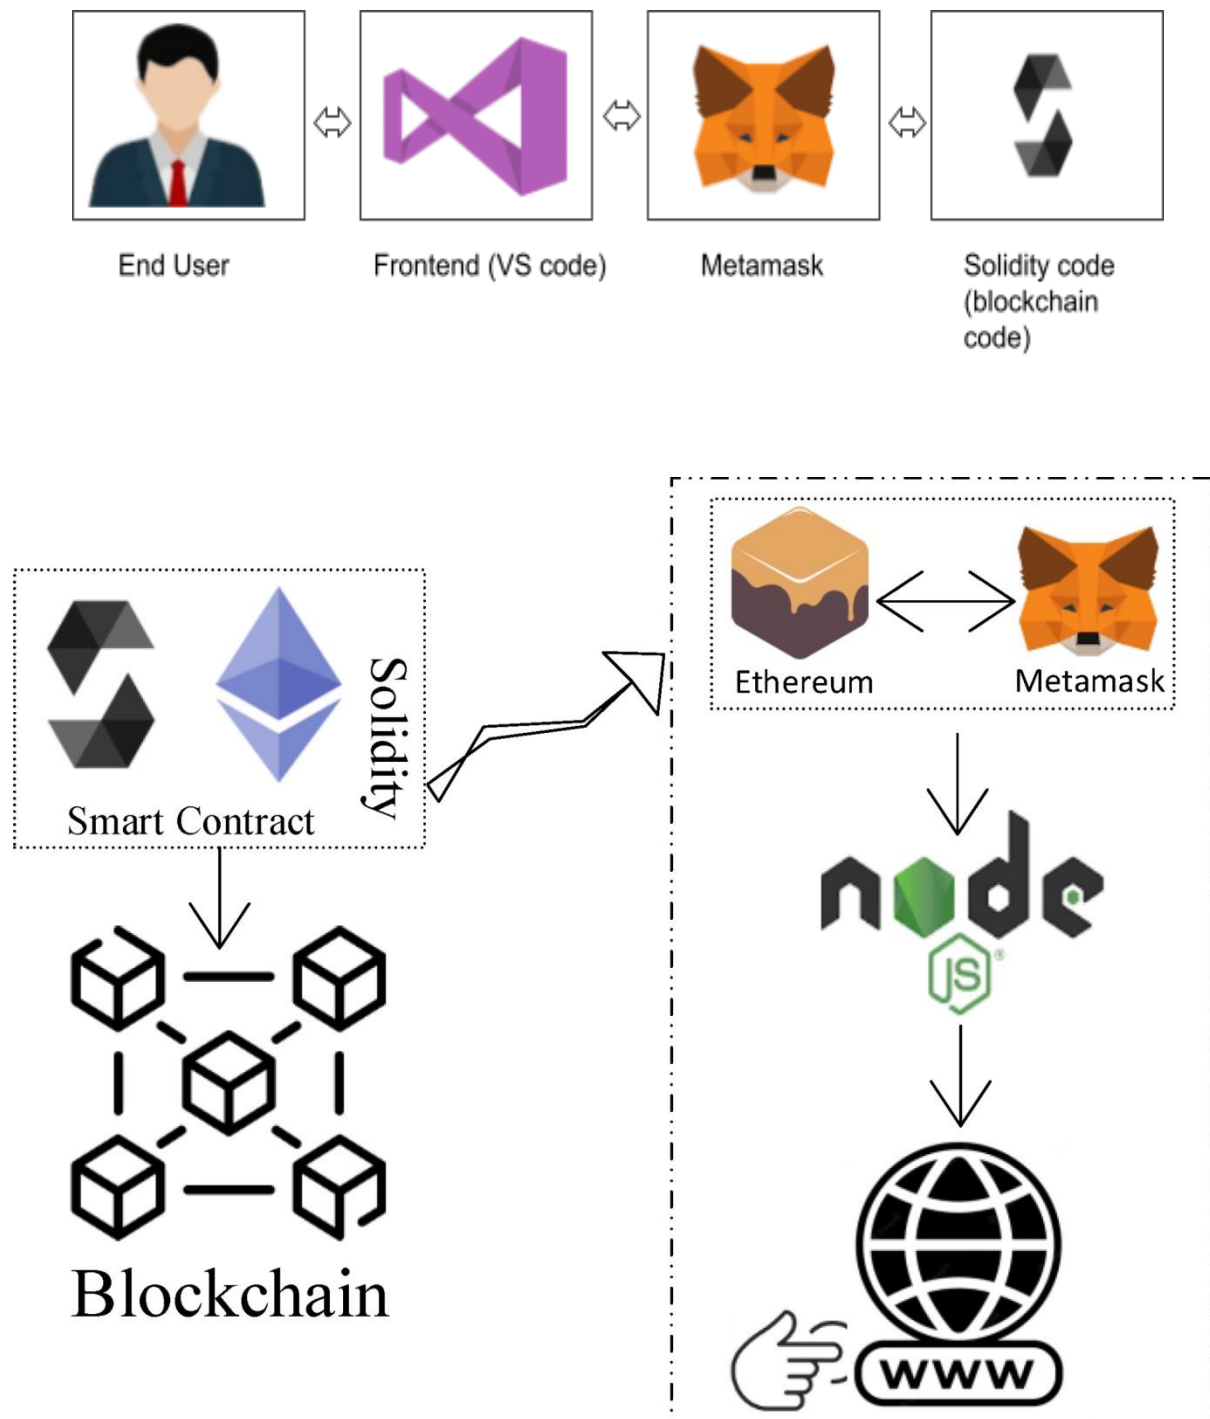 End User
Frontend (VS code)
Metamask
Solidity code
(blockchain
code)
Ethereum
Metamask
Solidity
Smart Contract
node
JS
®
Blockchain
www